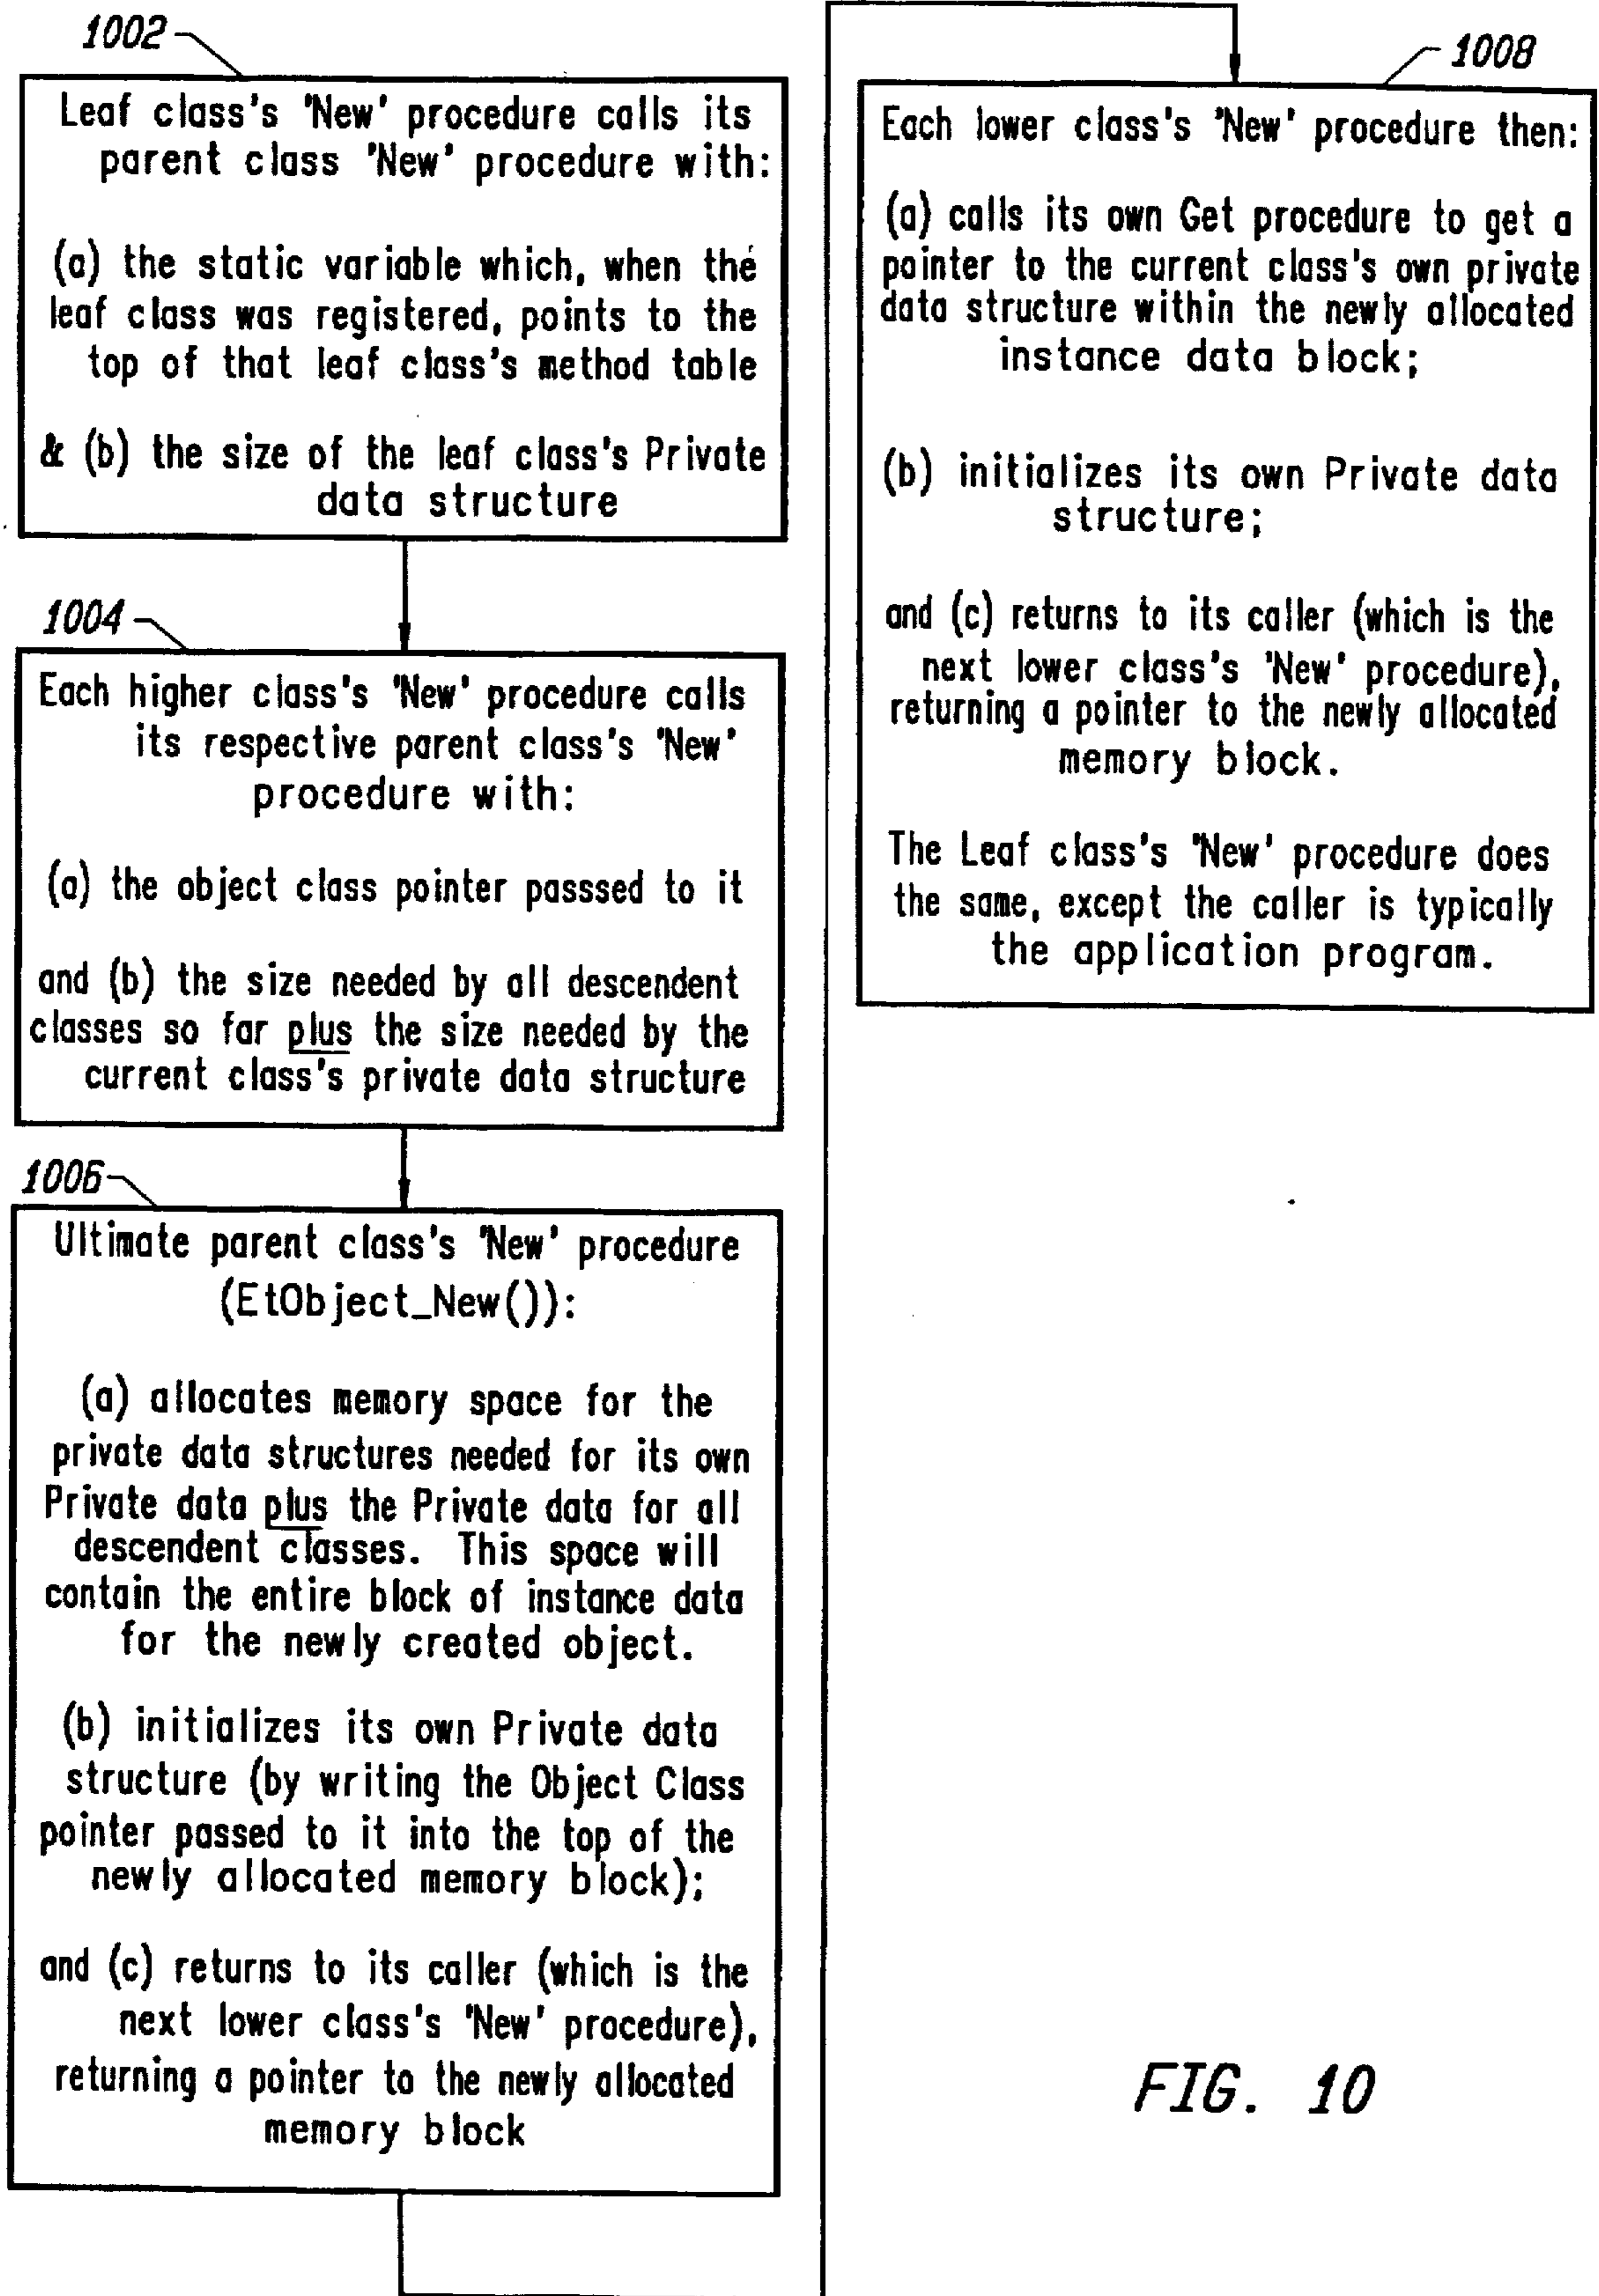 1002
Leaf class's 'New' procedure calls its
parent class 'New' procedure with:
(a) the static variable which, when the
leaf class was registered, points to the
top of that leaf class's method table
& (b) the size of the leaf class's Private
data structure
1004
Each higher class's 'New' procedure calls
its respective parent class's 'New'
procedure with:
(a) the object class pointer passsed to it
and (b) the size needed by all descendent
classes so far plus the size needed by the
current class's private data structure
1006
Ultimate parent class's 'New' procedure
(EtObject_New()):
(a) allocates memory space for the
private data structures needed for its own
Private data plus the Private data for all
descendent classes. This space will
contain the entire block of instance data
for the newly created object.
(b) initializes its own Private data
structure (by writing the Object Class
pointer passed to it into the top of the
newly allocated memory block);
and (c) returns to its caller (which is the
next lower class's 'New' procedure),
returning a pointer to the newly allocated
memory block
1008
Each lower class's 'New' procedure then:
(a) calls its own Get procedure to get a
pointer to the current class's own private
data structure within the newly allocated
instance data block;
(b) initializes its own Private data
structure;
and (c) returns to its caller (which is the
next lower class's 'New' procedure),
returning a pointer to the newly allocated
memory block.
The Leaf class's 'New' procedure does
the same, except the caller is typically
the application program.
FIG. 10